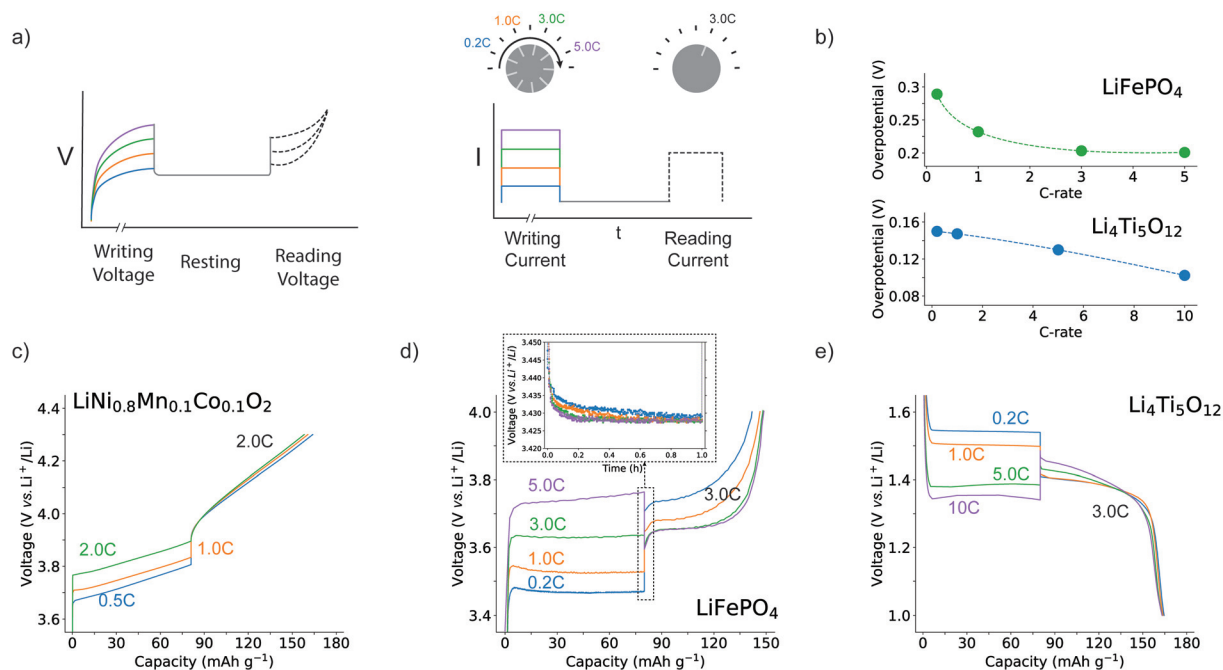 a)
0.2C
1.0C
3.0C
5.0C
3.0C
V
Writing
Voltage
Resting
Reading
Voltage
I
Writing
Current
t
Reading
Current
b)
LiFePO₄
Overpotential (V)
0.3
0.25
0.2
0 1 2 3 4 5
C-rate
Li₄Ti₅O₁₂
Overpotential (V)
0.16
0.12
0.08
0 2 4 6 8 10
C-rate
c)
LiNi₀.₈Mn₀.₁Co₀.₁O₂
Voltage (V vs.Li⁺/Li)
4.4
4.2
4.0
3.8
3.6
2.0C
2.0C
1.0C
0.5C
0 30 60 90 120 150 180
Capacity (mAh g⁻¹)
d)
Voltage (V vs.Li⁺/Li)
3.450
3.445
3.440
3.435
3.430
3.425
3.420
0.0 0.2 0.4 0.6 0.8 1.0
Time (h)
Voltage (V vs.Li⁺/Li)
4.0
3.8
3.6
3.4
5.0C
3.0C
3.0C
1.0C
0.2C
LiFePO₄
0 30 60 90 120 150
Capacity (mAh g⁻¹)
e)
Li₄Ti₅O₁₂
Voltage (V vs.Li⁺/Li)
1.6
1.4
1.2
1.0
0.2C
1.0C
5.0C
10C
3.0C
0 30 60 90 120 150 180
Capacity (mAh g⁻¹)